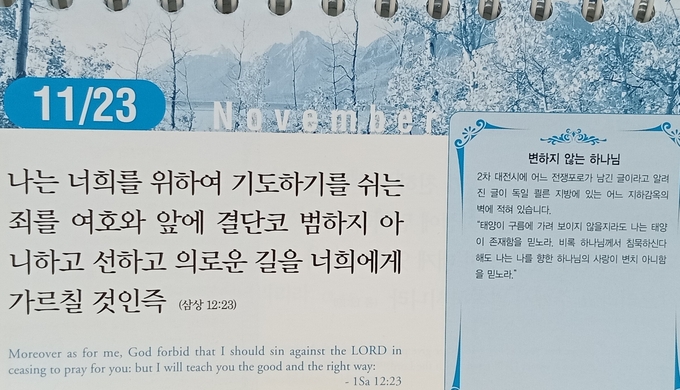 11/23
November
나는 너희를 위하여 기도하기를 쉬는
죄를 여호와 앞에 결단코 범하지 아
니하고 선하고 의로운 길을 너희에게
가르칠 것인즉 (삼상 12:23)
Moreover as for me, God forbid that I should sin against the LORD in
ceasing to pray for you: but I will teach you the good and the right way:
- 1Sa 12:23
변하지 않는 하나님
2차 대전시에 어느 전쟁포로가 남긴 글이라고 알려
진 글이 독일 쾰른 지방에 있는 어느 지하감옥의
벽에 적혀 있습니다.
“태양이 구름에 가려 보이지 않을지라도 나는 태양
이 존재함을 믿노라. 비록 하나님께서 침묵하신다
해도 나는 나를 향한 하나님의 사랑이 변치 아니함
을 믿노라.”